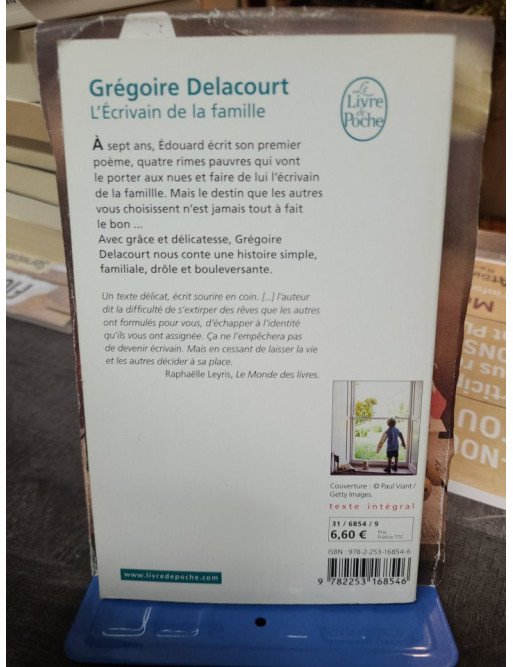 Grégoire Delacourt
L'Écrivain de la famille
Le
Livre
de
Poche
À sept ans, Édouard écrit son premier
poème, quatre rimes pauvres qui vont
le porter aux nues et faire de lui l'écrivain
de la famillle. Mais le destin que les autres
vous choisissent n'est jamais tout à fait
le bon ...
Avec grâce et délicatesse, Grégoire
Delacourt nous conte une histoire simple,
familiale, drôle et bouleversante.
Un texte délicat, écrit sourire en coin. [...] l'auteur
dit la difficulté de s'extirper des rêves que les autres
ont formulés pour vous, d'échapper à l'identité
qu'ils vous ont assignée. Ça ne l'empêchera pas
de devenir écrivain. Mais en cessant de laisser la vie
et les autres décider à sa place.
Raphaëlle Leyris, Le Monde des livres.
Couverture : © Paul Viant /
Getty Images.
texte intégral
31 / 6854 / 9
6,60 € Prix
France TTC
ISBN : 978-2-253-16854-6
9 782253 168546
www.livredepoche.com